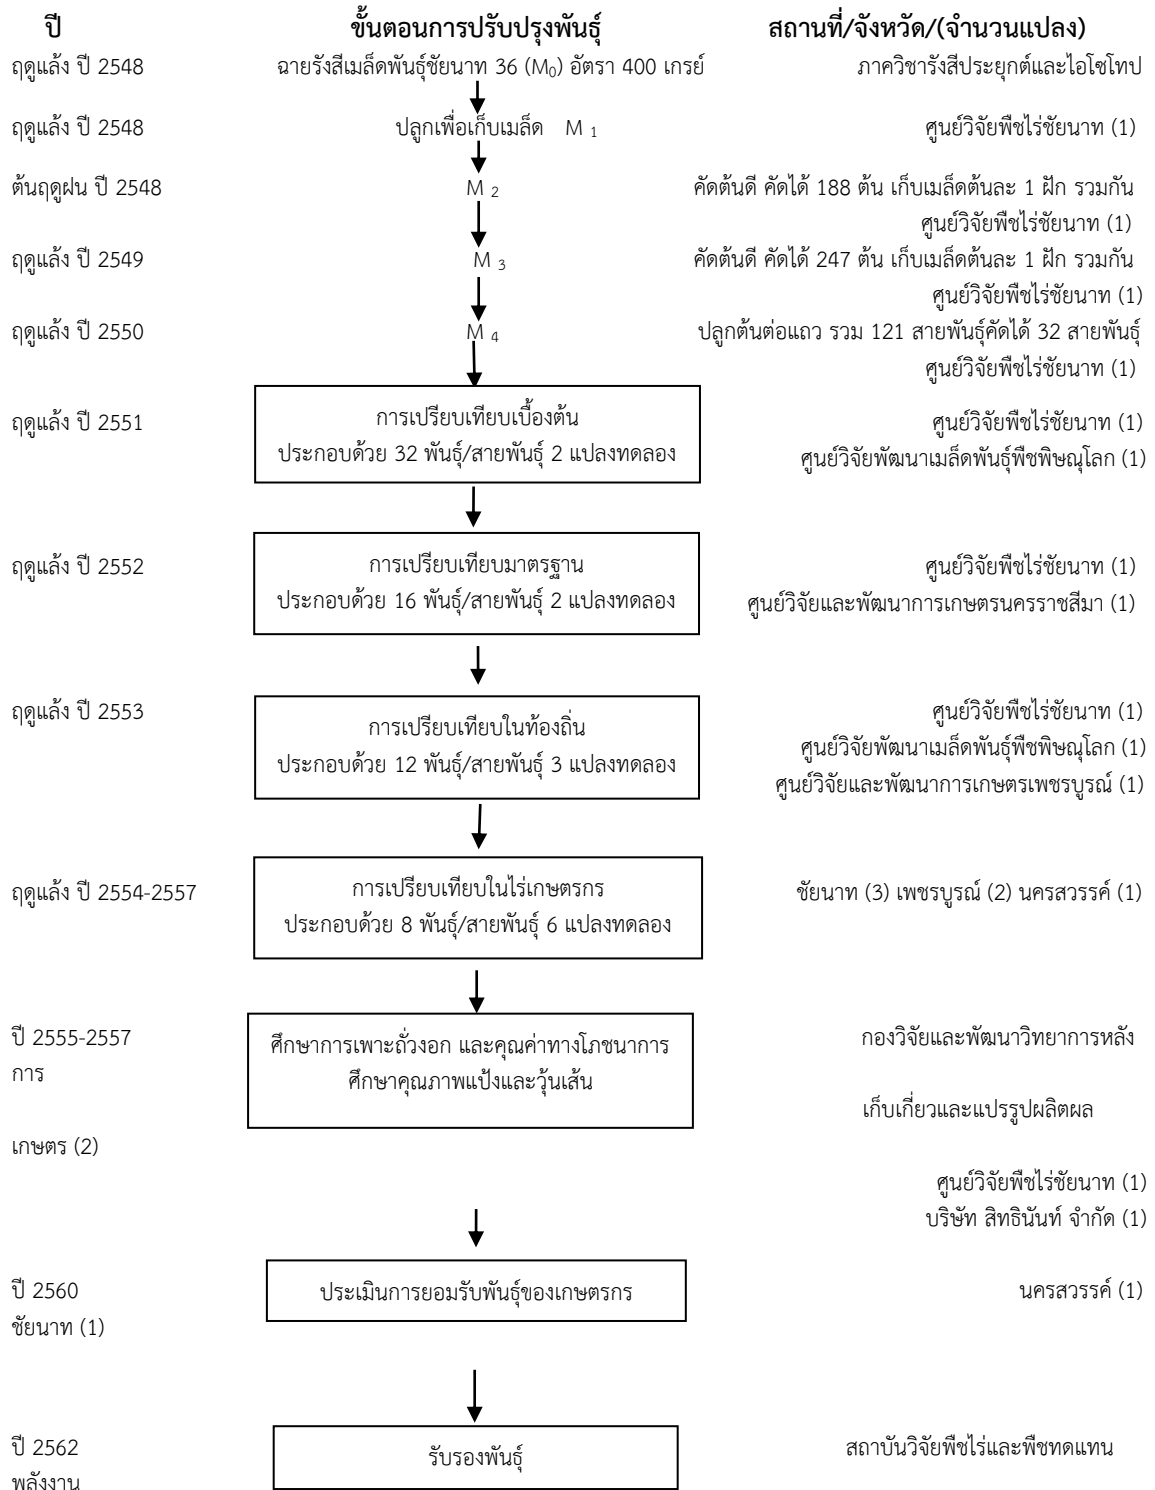 ปี ขั้นตอนการปรับปรุงพันธุ์ สถานที่/จังหวัด/(จำนวนแปลง)
ฤดูแล้ง ปี 2548 ฉายรังสีเมล็ดพันธุ์ชัยนาท 36 (M0) อัตรา 400 เกรย์ ภาควิชารังสีประยุกต์และไอโซโทป
ฤดูแล้ง ปี 2548 ปลูกเพื่อเก็บเมล็ด M 1 ศูนย์วิจัยพืชไร่ชัยนาท (1)
ต้นฤดูฝน ปี 2548 M 2 คัดต้นดี คัดได้ 188 ต้น เก็บเมล็ดต้นละ 1 ฝัก รวมกัน
ศูนย์วิจัยพืชไร่ชัยนาท (1)
ฤดูแล้ง ปี 2549 M 3 คัดต้นดี คัดได้ 247 ต้น เก็บเมล็ดต้นละ 1 ฝัก รวมกัน
ศูนย์วิจัยพืชไร่ชัยนาท (1)
ฤดูแล้ง ปี 2550 M 4 ปลูกต้นต่อแถว รวม 121 สายพันธุ์คัดได้ 32 สายพันธุ์
ศูนย์วิจัยพืชไร่ชัยนาท (1)
ฤดูแล้ง ปี 2551 การเปรียบเทียบเบื้องต้น ศูนย์วิจัยพืชไร่ชัยนาท (1)
ประกอบด้วย 32 พันธุ์/สายพันธุ์ 2 แปลงทดลอง ศูนย์วิจัยพัฒนาเมล็ดพันธุ์พืชพิษณุโลก (1)
ฤดูแล้ง ปี 2552 การเปรียบเทียบมาตรฐาน ศูนย์วิจัยพืชไร่ชัยนาท (1)
ประกอบด้วย 16 พันธุ์/สายพันธุ์ 2 แปลงทดลอง ศูนย์วิจัยและพัฒนาการเกษตรนครราชสีมา (1)
ฤดูแล้ง ปี 2553 การเปรียบเทียบในท้องถิ่น ศูนย์วิจัยพืชไร่ชัยนาท (1)
ประกอบด้วย 12 พันธุ์/สายพันธุ์ 3 แปลงทดลอง ศูนย์วิจัยพัฒนาเมล็ดพันธุ์พืชพิษณุโลก (1)
ศูนย์วิจัยและพัฒนาการเกษตรเพชรบูรณ์ (1)
ฤดูแล้ง ปี 2554-2557 การเปรียบเทียบในไร่เกษตรกร ชัยนาท (3) เพชรบูรณ์ (2) นครสวรรค์ (1)
ประกอบด้วย 8 พันธุ์/สายพันธุ์ 6 แปลงทดลอง
ปี 2555-2557 ศึกษาการเพาะถั่วงอก และคุณค่าทางโภชนาการ กองวิจัยและพัฒนาวิทยาการหลัง
การ ศึกษาคุณภาพแป้งและวุ้นเส้น
เก็บเกี่ยวและแปรรูปผลิตผล
เกษตร (2)
ศูนย์วิจัยพืชไร่ชัยนาท (1)
บริษัท สิทธินันท์ จำกัด (1)
ปี 2560 ประเมินการยอมรับพันธุ์ของเกษตรกร นครสวรรค์ (1)
ชัยนาท (1)
ปี 2562 รับรองพันธุ์ สถาบันวิจัยพืชไร่และพืชทดแทน
พลังงาน